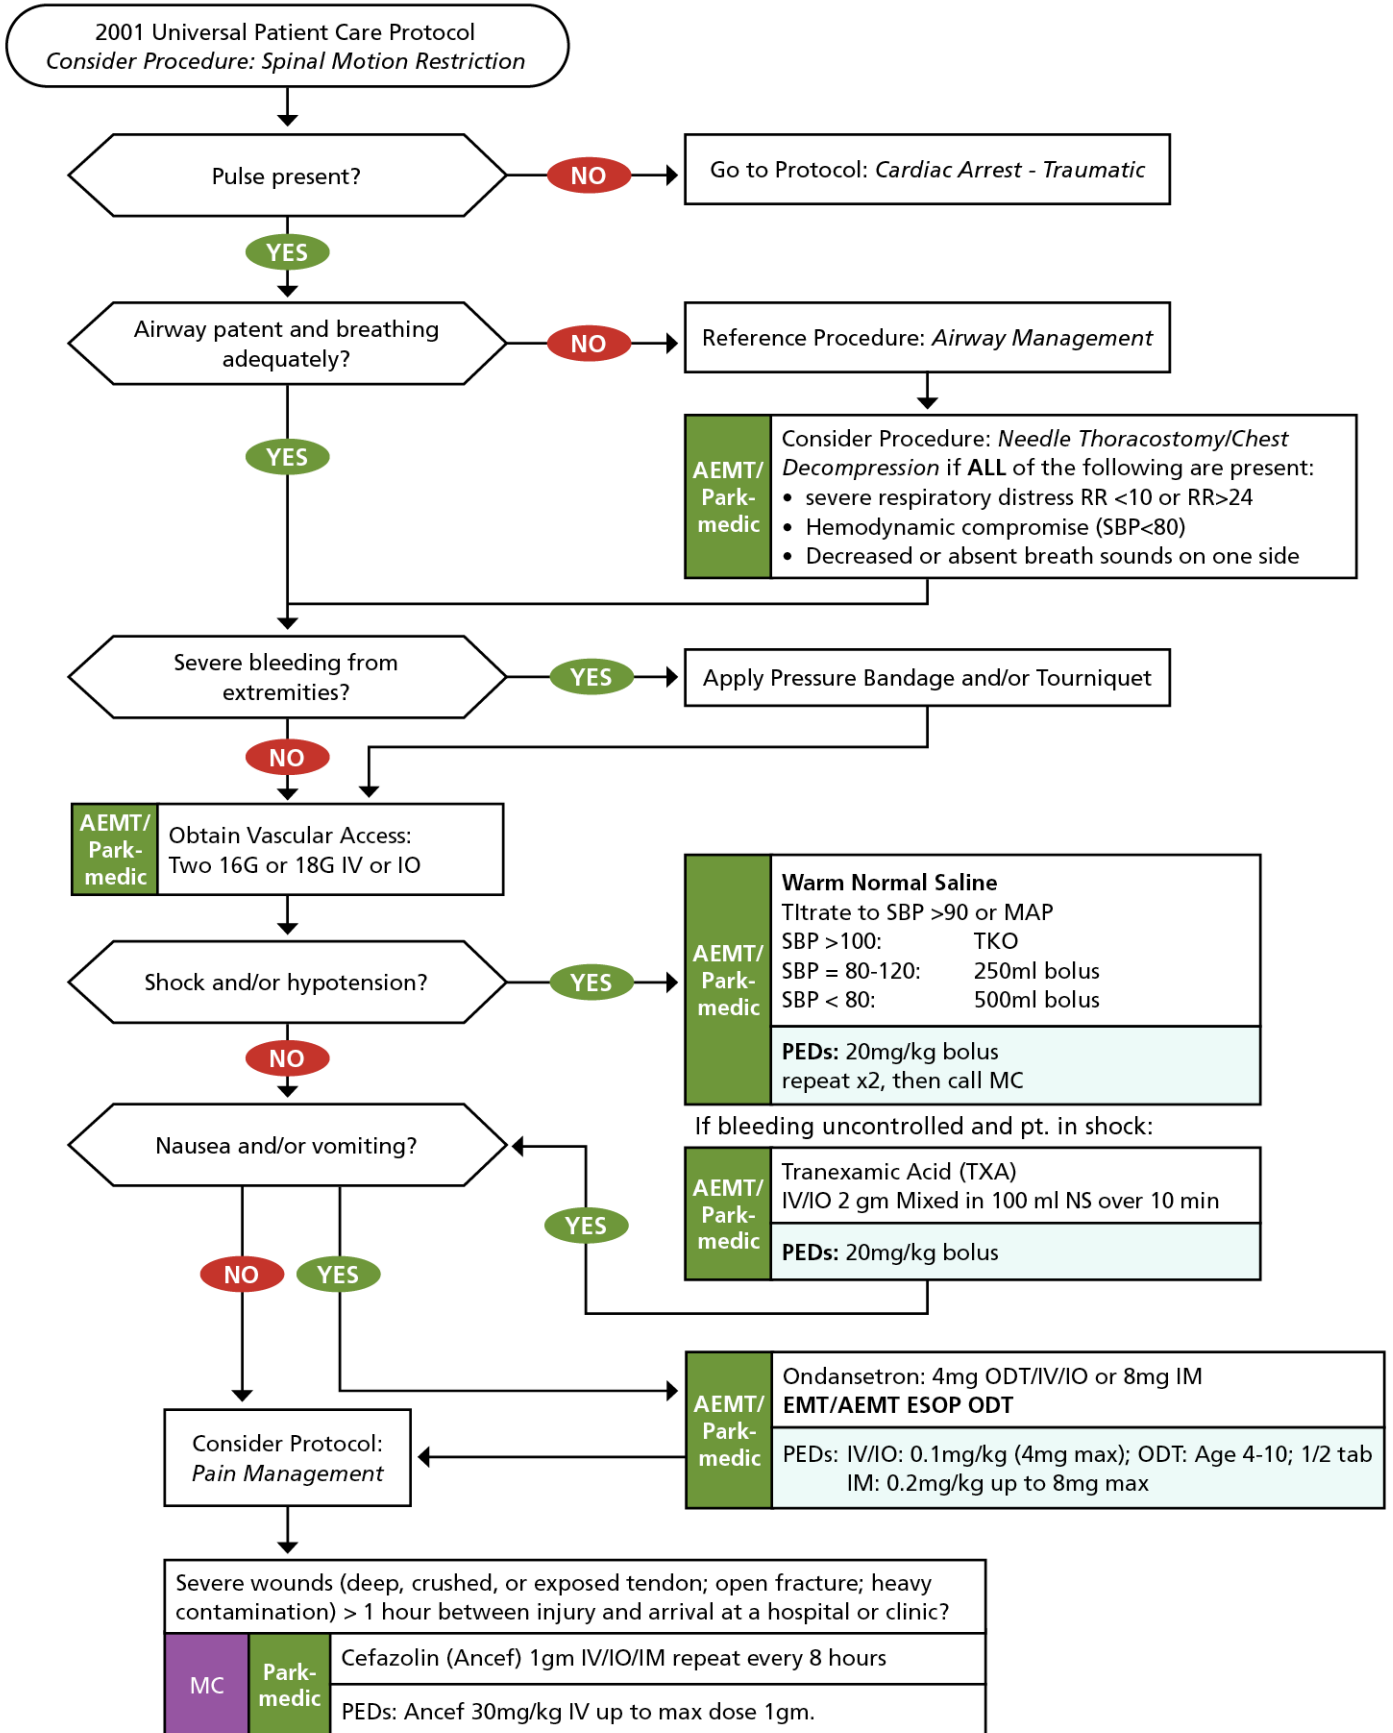 2001 Universal Patient Care Protocol
Consider Procedure: Spinal Motion Restriction
Pulse present?
NO
Go to Protocol: Cardiac Arrest - Traumatic
YES
Airway patent and breathing
adequately?
NO
Reference Procedure: Airway Management
YES
AEMT/
Park-
medic
Consider Procedure: Needle Thoracostomy/Chest
Decompression if ALL of the following are present:
• severe respiratory distress RR <10 or RR>24
• Hemodynamic compromise (SBP<80)
• Decreased or absent breath sounds on one side
Severe bleeding from
extremities?
YES
Apply Pressure Bandage and/or Tourniquet
NO
AEMT/
Park-
medic
Obtain Vascular Access:
Two 16G or 18G IV or IO
Shock and/or hypotension?
YES
AEMT/
Park-
medic
Warm Normal Saline
TItrate to SBP >90 or MAP
SBP >100: TKO
SBP = 80-120: 250ml bolus
SBP < 80: 500ml bolus
PEDs: 20mg/kg bolus
repeat x2, then call MC
NO
If bleeding uncontrolled and pt. in shock:
AEMT/
Park-
medic
Tranexamic Acid (TXA)
IV/IO 2 gm Mixed in 100 ml NS over 10 min
PEDs: 20mg/kg bolus
YES
Nausea and/or vomiting?
NO
YES
AEMT/
Park-
medic
Ondansetron: 4mg ODT/IV/IO or 8mg IM
EMT/AEMT ESOP ODT
PEDs: IV/IO: 0.1mg/kg (4mg max); ODT: Age 4-10; 1/2 tab
IM: 0.2mg/kg up to 8mg max
Consider Protocol:
Pain Management
Severe wounds (deep, crushed, or exposed tendon; open fracture; heavy
contamination) > 1 hour between injury and arrival at a hospital or clinic?
MC
Park-
medic
Cefazolin (Ancef) 1gm IV/IO/IM repeat every 8 hours
PEDs: Ancef 30mg/kg IV up to max dose 1gm.